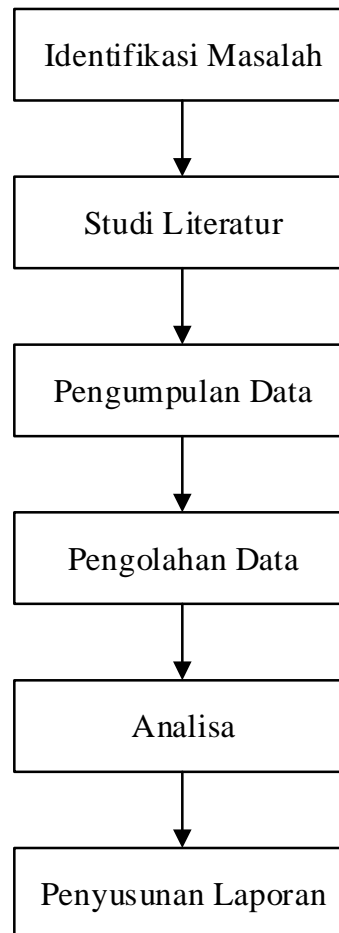 Identifikasi Masalah
Studi Literatur
Pengumpulan Data
Pengolahan Data
Analisa
Penyusunan Laporan